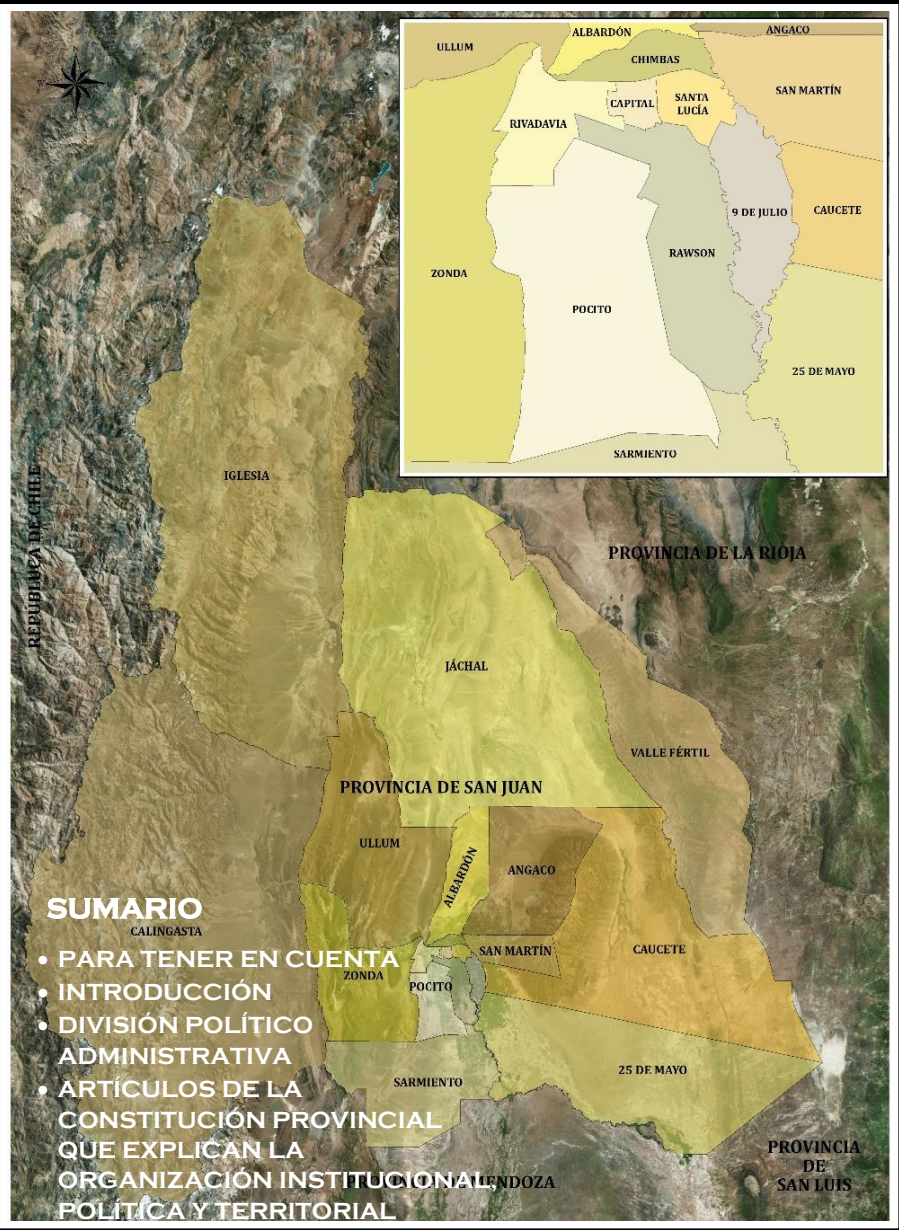 W
ULLUM
ALBARDÓN
ANGACO
CHIMBAS
SAN MARTÍN
CAPITAL
SANTA
LUCÍA
RIVADAVIA
9 DE JULIO
CAUCETE
RAWSON
ZONDA
POCITO
25 DE MAYO
SARMIENTO
IGLESIA
REPÚBLICA DE CHILE
PROVINCIA DE LA RIOJA
JÁCHAL
VALLE FÉRTIL
PROVINCIA DE SAN JUAN
ULLUM
ALBARDÓN
ANGACO
CALINGASTA
SAN MARTÍN
CAUCETE
ZONDA
POCITO
25 DE MAYO
SARMIENTO
PROVINCIA
DE
SAN LUIS
PROVINCIA DE MENDOZA
SUMARIO
• PARA TENER EN CUENTA
• INTRODUCCIÓN
• DIVISIÓN POLÍTICO
ADMINISTRATIVA
• ARTÍCULOS DE LA
CONSTITUCIÓN PROVINCIAL
QUE EXPLICAN LA
ORGANIZACIÓN INSTITUCIONAL,
POLÍTICA Y TERRITORIAL